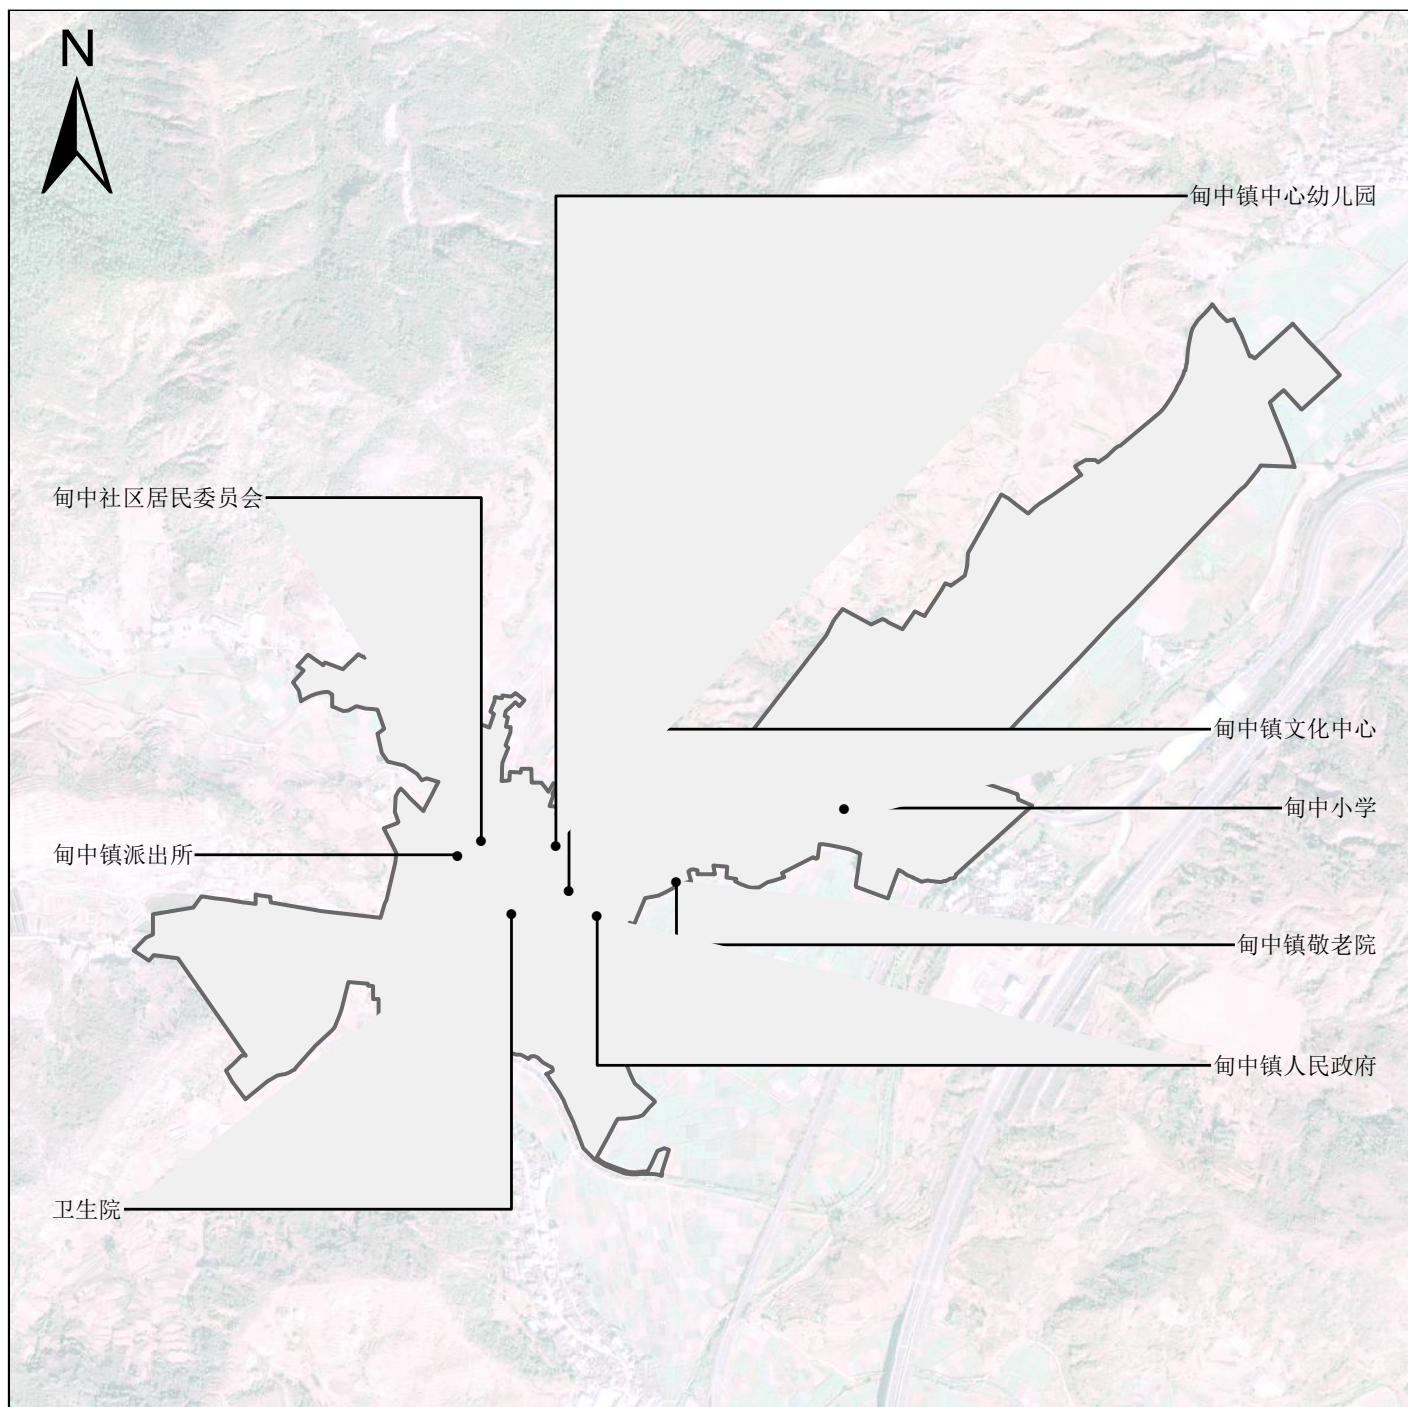 N
甸中镇中心幼儿园
甸中社区居民委员会
甸中镇文化中心
甸中小学
甸中镇派出所
甸中镇敬老院
甸中镇人民政府
卫生院